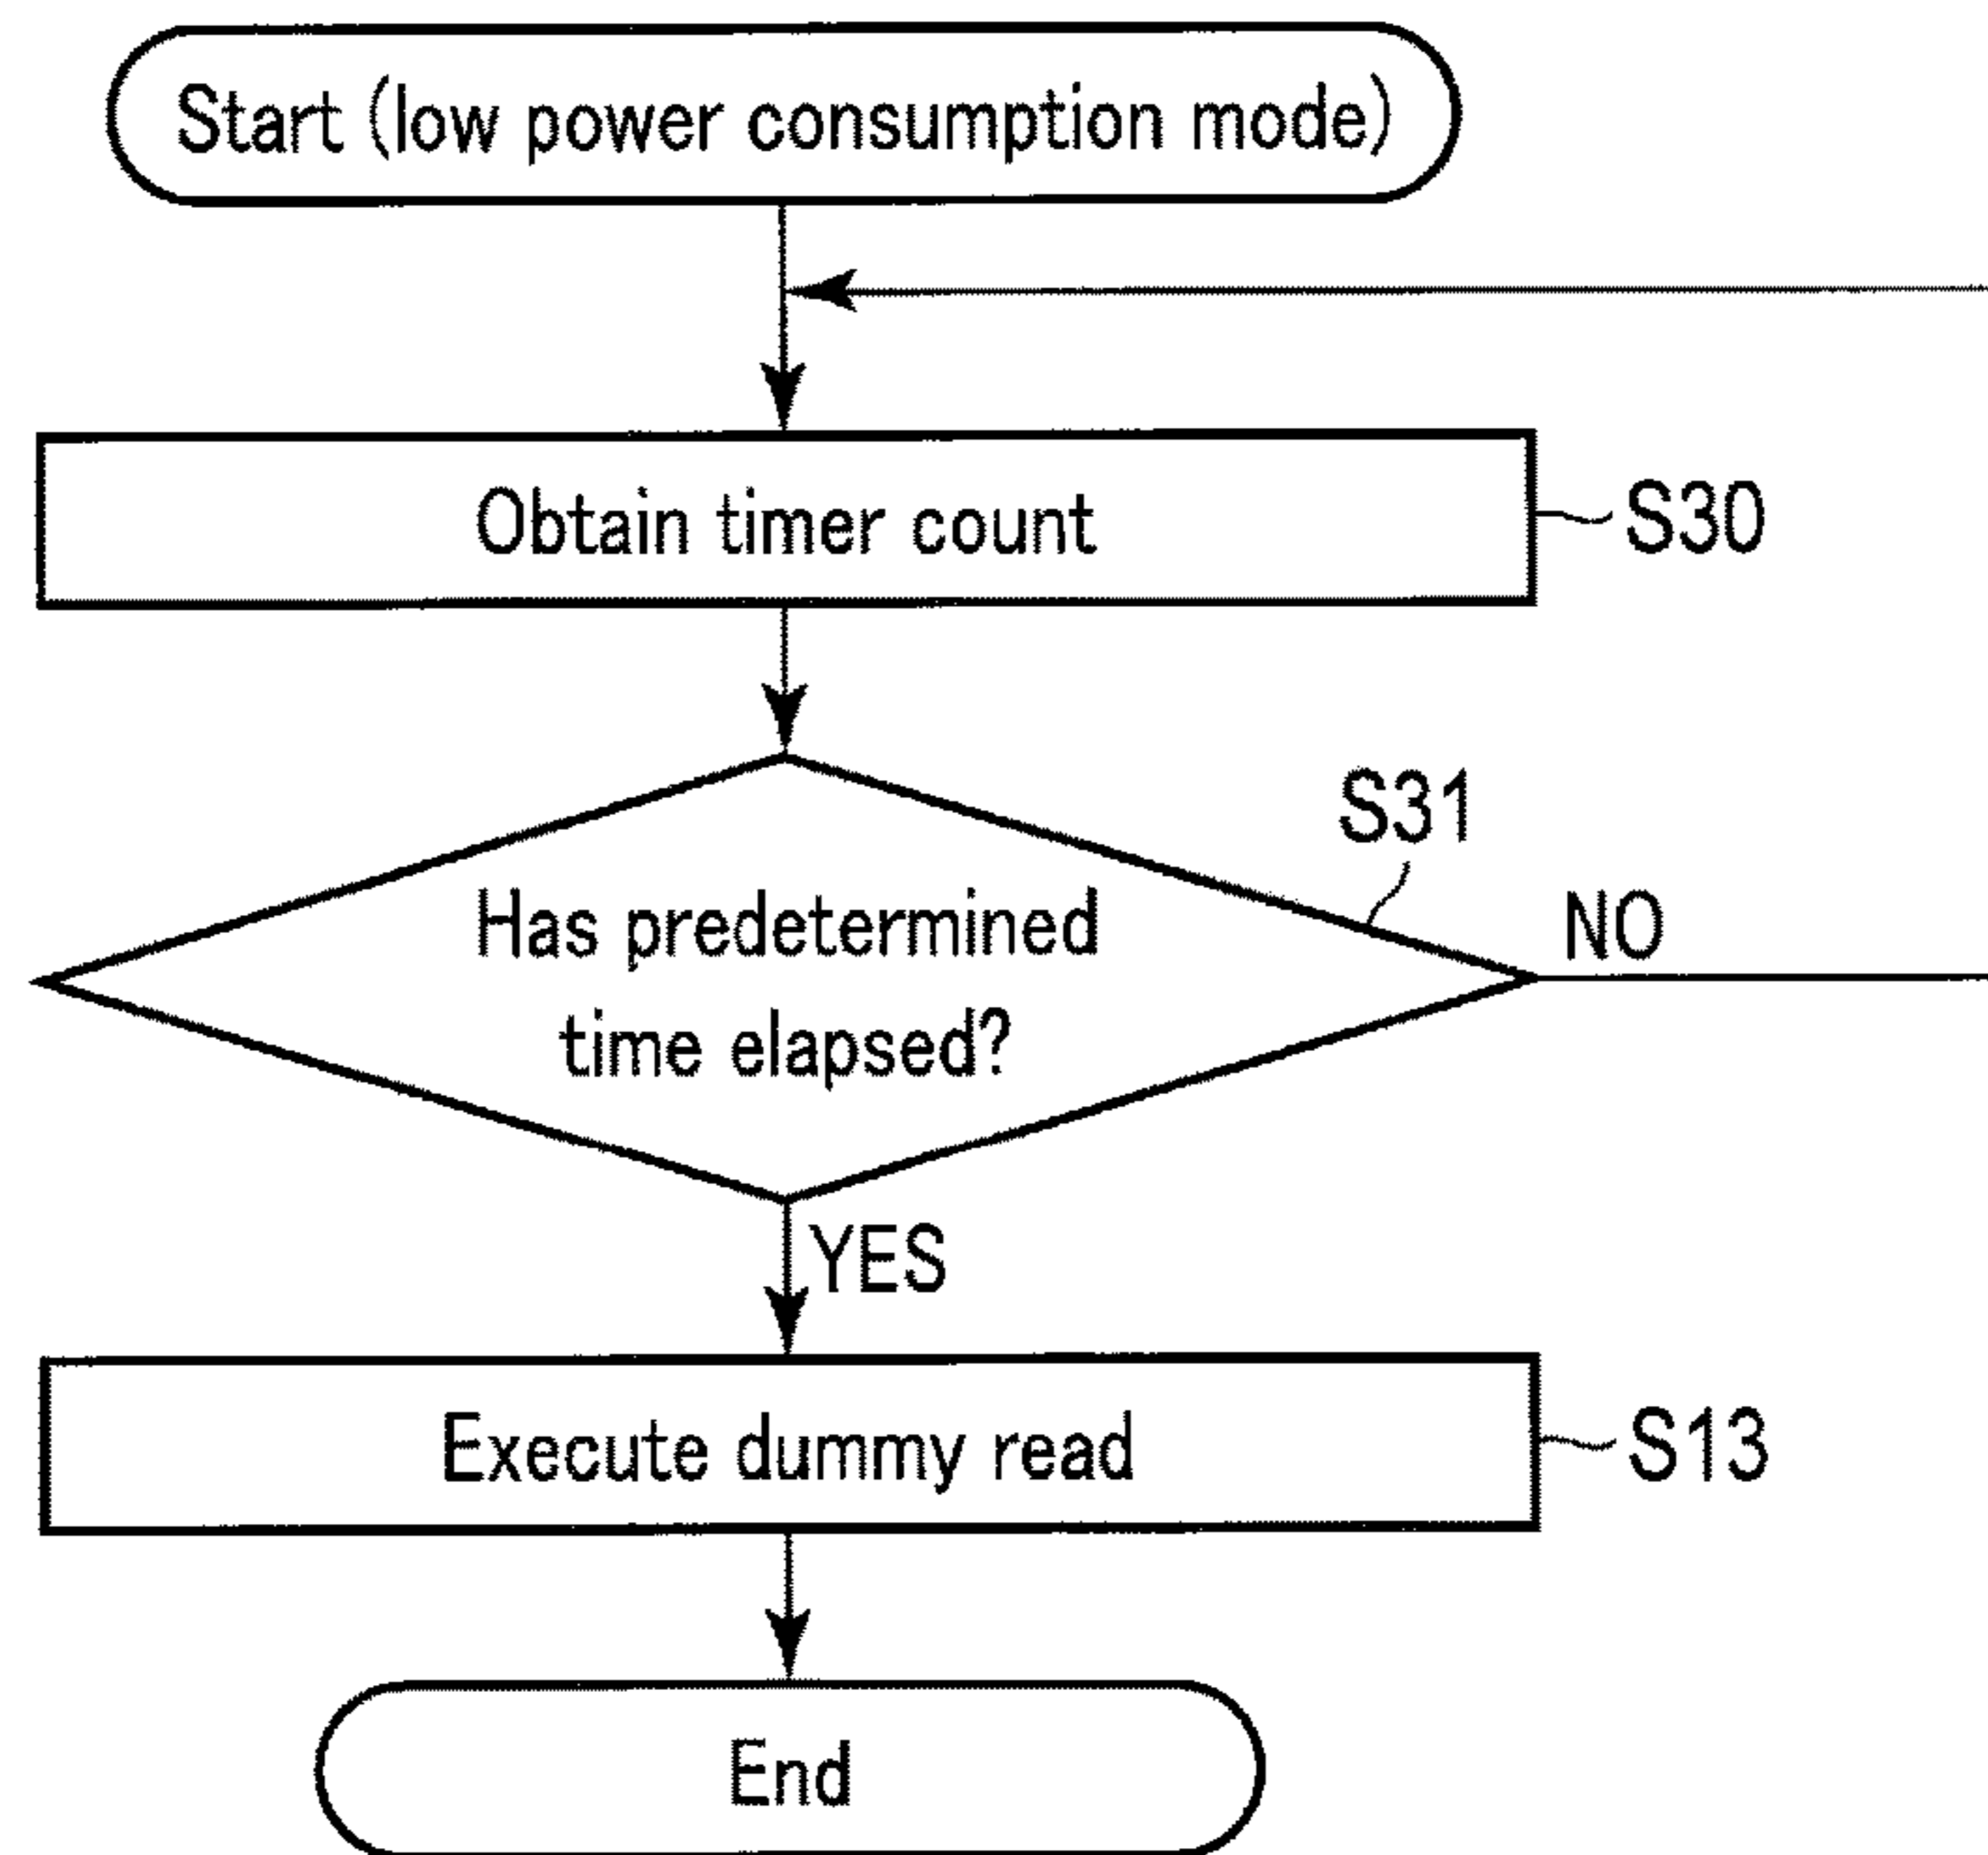 Start (low power consumption mode)
Obtain timer count
S30
S31
Has predetermined
time elapsed?
NO
YES
Execute dummy read
S13
End